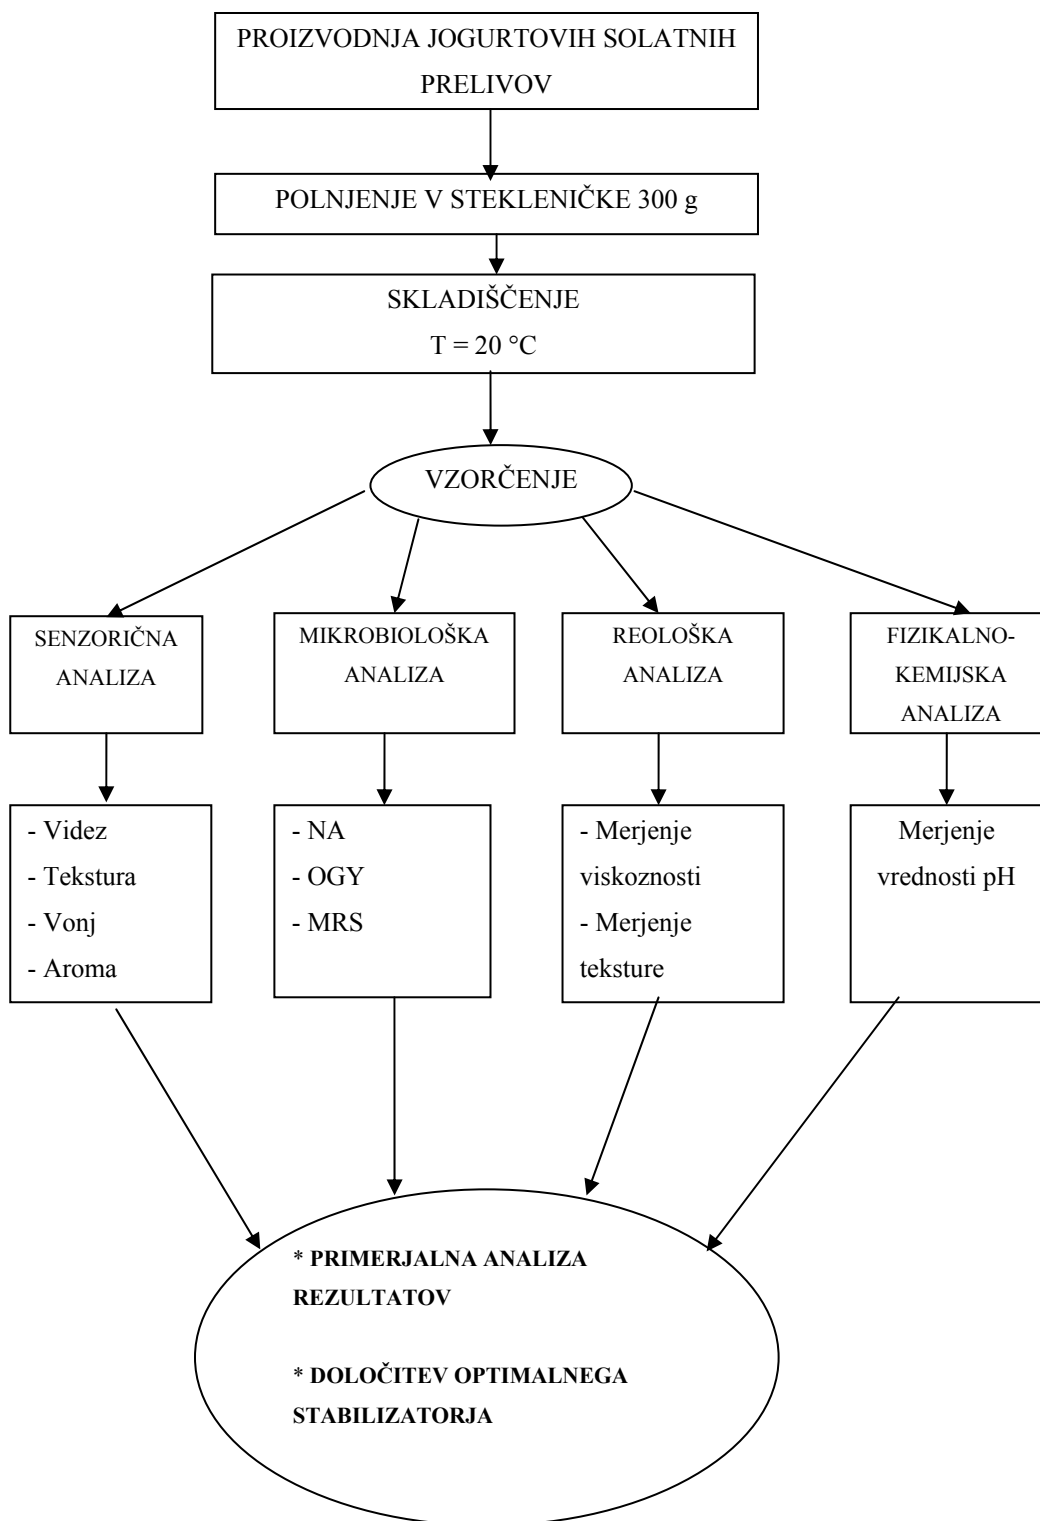 PROIZVODNJA JOGURTOVIH SOLATNIH
PRELIVOV
POLNJENJE V STEKLENIČKE 300 g
SKLADIŠČENJE
T = 20 °C
VZORČENJE
SENZORIČNA
ANALIZA
MIKROBIOLOŠKA
ANALIZA
REOLOŠKA
ANALIZA
FIZIKALNO-
KEMIJSKA
ANALIZA
- Videz
- Tekstura
- Vonj
- Aroma
- NA
- OGY
- MRS
- Merjenje
viskoznosti
- Merjenje
teksture
Merjenje
vrednosti pH
* PRIMERJALNA ANALIZA
REZULTATOV
* DOLOČITEV OPTIMALNEGA
STABILIZATORJA